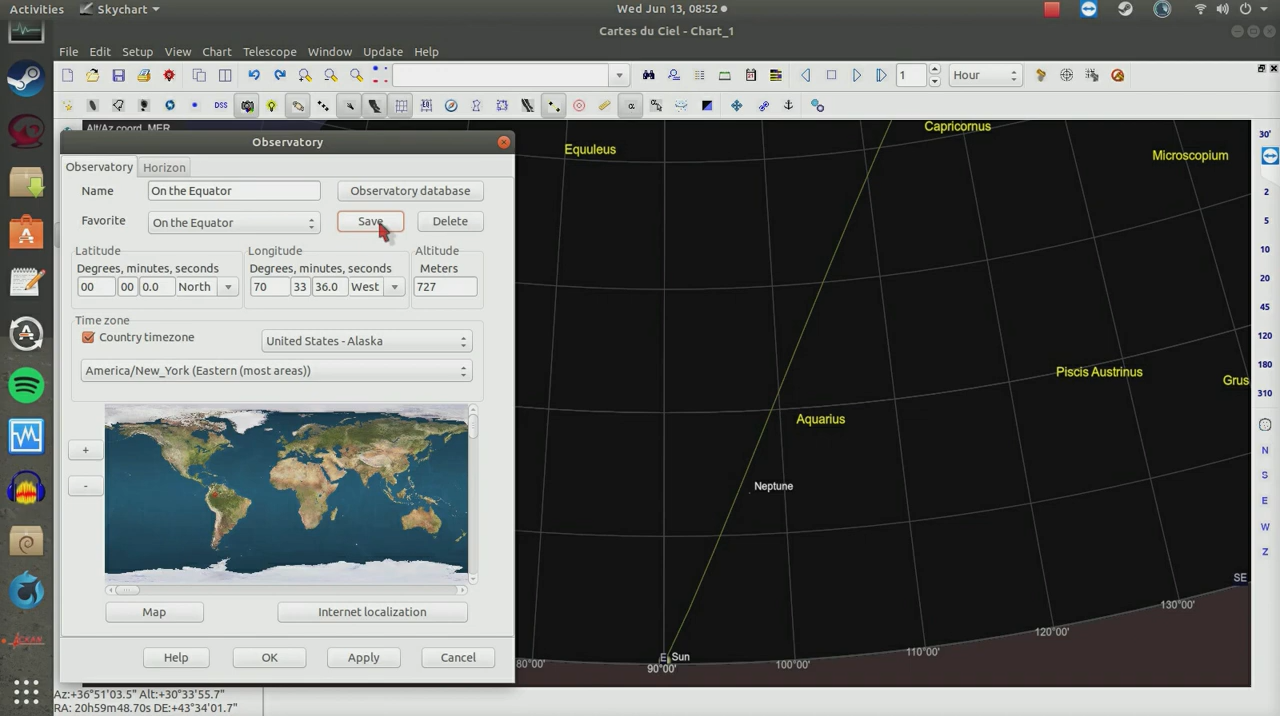 Activities
Skychart
Wed Jun 13, 08:52
Cartes du Ciel - Chart_1
File Edit Setup View Chart Telescope Window Update Help
1
Hour
DSS
α
Alt/Az coord. MER
Observatory
Observatory Horizon
Name On the Equator Observatory database
Favorite On the Equator Save Delete
Latitude Longitude Altitude
Degrees, minutes, seconds Degrees, minutes, seconds Meters
00 00 0.0 North 70 33 36.0 West 727
Time zone
Country timezone United States - Alaska
America/New_York (Eastern (most areas))
+
-
Map Internet localization
Help OK Apply Cancel
Equuleus
Capricornus
Microscopium
Piscis Austrinus
Grus
Aquarius
Neptune
E Sun
SE
80°00'
90°00'
100°00'
110°00'
120°00'
130°00'
30'
2
5
10
20
45
120
180
310
N
S
E
W
Z
Az:+36°51'03.5" Alt:+30°33'55.7"
RA: 20h59m48.70s DE:+43°34'01.7"